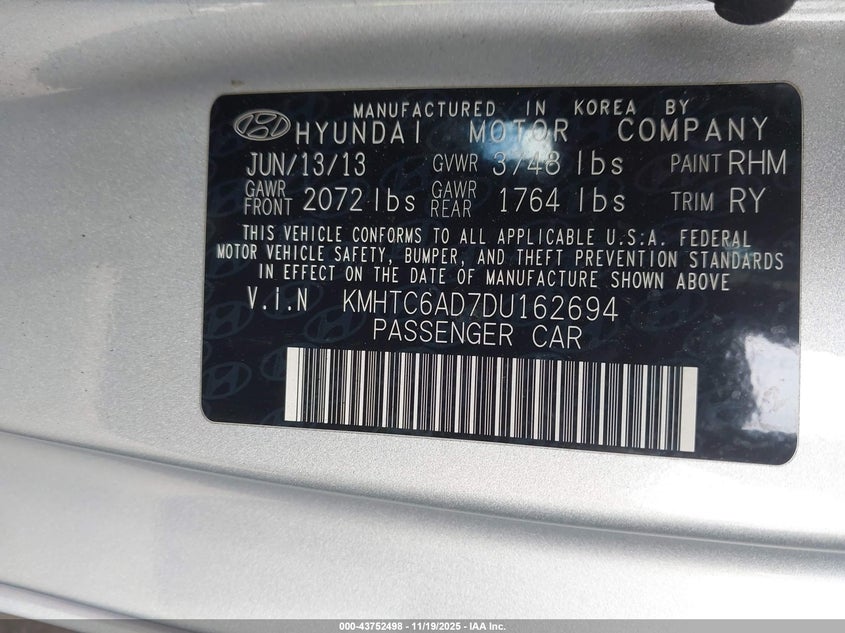 MANUFACTURED IN KOREA BY
HYUNDAI MOTOR COMPANY
JUN/13/13 GVWR 3748 lbs PAINT RHM
GAWR FRONT 2072 lbs GAWR REAR 1764 lbs TRIM RY
THIS VEHICLE CONFORMS TO ALL APPLICABLE U.S.A. FEDERAL
MOTOR VEHICLE SAFETY, BUMPER, AND THEFT PREVENTION STANDARDS
IN EFFECT ON THE DATE OF MANUFACTURE SHOWN ABOVE
V.i.N KMHTC6AD7DU162694
PASSENGER CAR
000-43752498 - 11/19/2025 - IAA Inc.